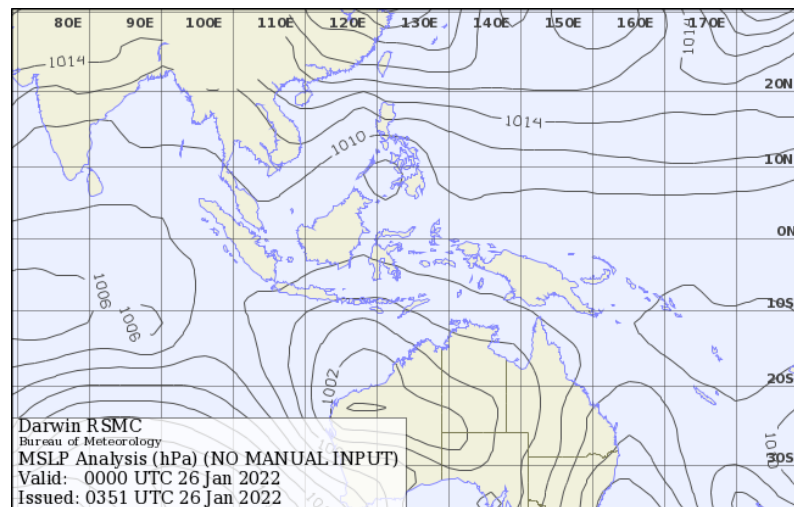 80E 90E 100E 110E 120E 130E 140E 150E 160E 170E
1014
1014
20N
1014
1010
10N
0N
1006
1006
10S
1002
20S
30S
Darwin RSMC
Bureau of Meteorology
MSLP Analysis (hPa) (NO MANUAL INPUT)
Valid: 0000 UTC 26 Jan 2022
Issued: 0351 UTC 26 Jan 2022